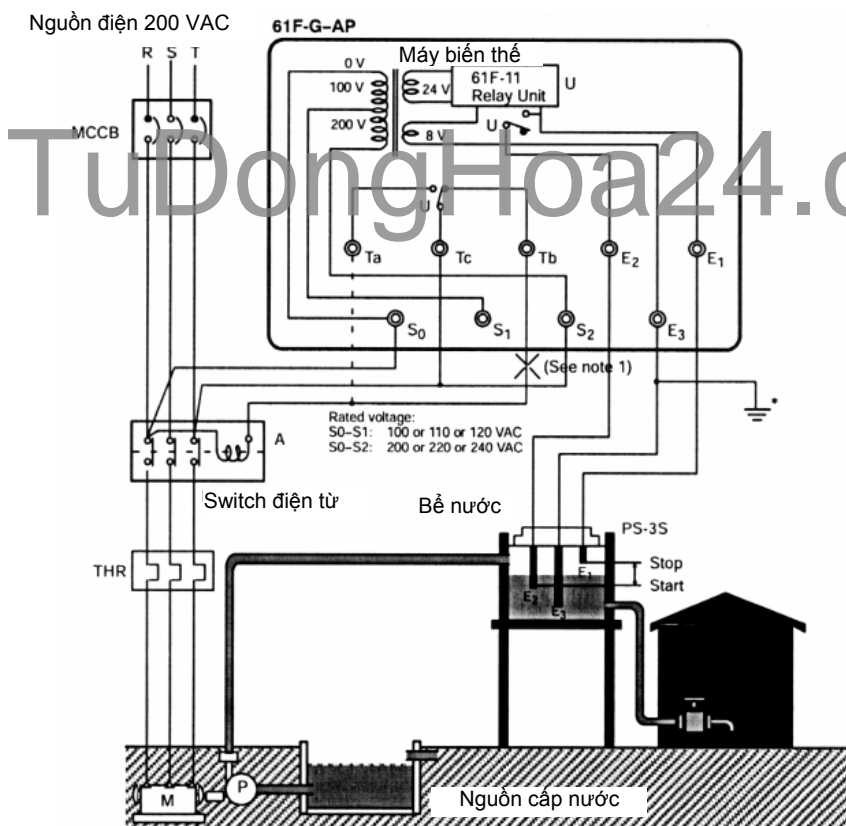 Nguồn điện 200 VAC
61F-G-AP
R S T
MCCB
0 V
100 V
200 V
Máy biến thế
24 V
8 V
61F-11
Relay Unit
U
U
U
TuDongHoa24.c
Ta
Tc
Tb
E2
E1
S0
S1
S2
E3
(See note 1)
*
Rated voltage:
S0-S1: 100 or 110 or 120 VAC
S0-S2: 200 or 220 or 240 VAC
A
Switch điện từ
Bể nước
PS-3S
THR
Stop
Start
E1
E2
E3
M
P
Nguồn cấp nước